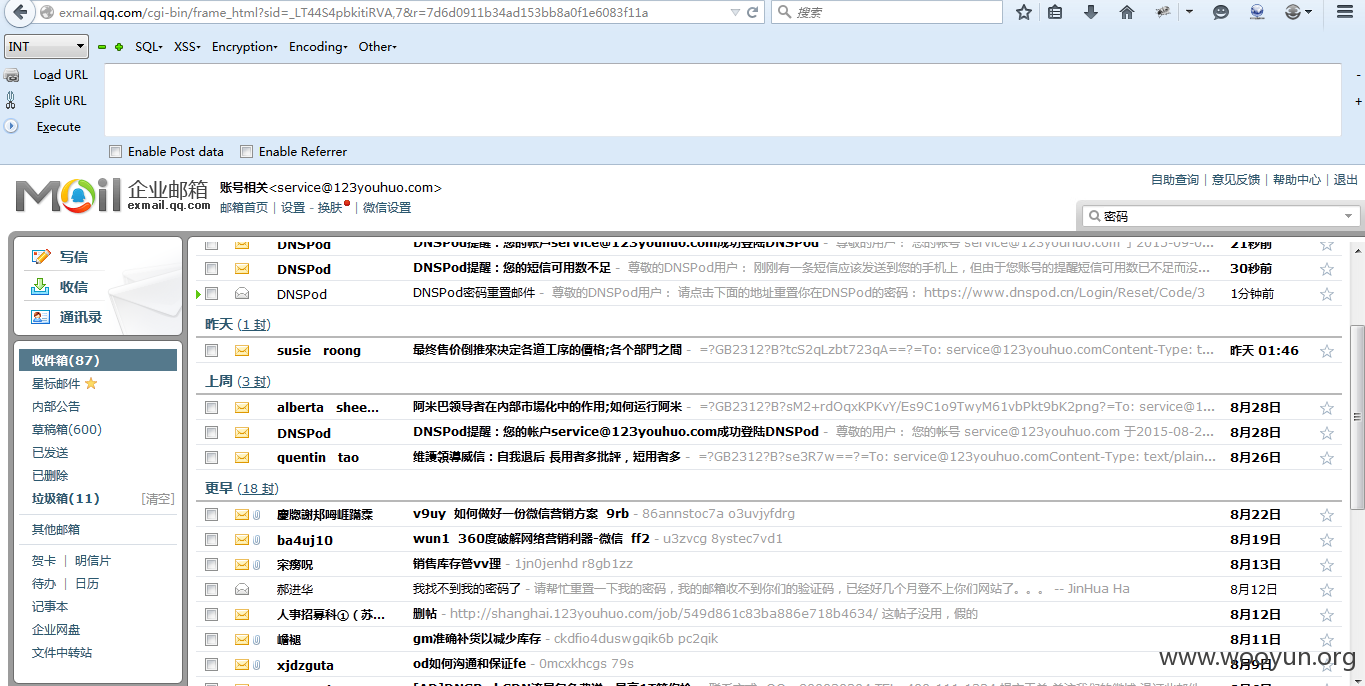 exmail.qq.com/cgi-bin/frame_html?sid=_LT44S4pbkitiRVA,7&r=7d6d0911b34ad153bb8a0f1e6083f11a 搜索
INT SQL· XSS· Encryption· Encoding· Other·
Load URL
Split URL
Execute
Enable Post data Enable Referrer
自助查询 | 意见反馈 | 帮助中心 | 退出
Mail 企业邮箱 exmail.qq.com 账号相关<service@123youhuo.com>
邮箱首页 | 设置 - 换肤 | 微信设置
密码
写信
收信
通讯录
收件箱(87)
星标邮件
内部公告
草稿箱(600)
已发送
已删除
垃圾箱(11) [清空]
其他邮箱
贺卡 | 明信片
待办 | 日历
记事本
企业网盘
文件中转站
DNSPod DNSPod提醒：您的帐户service@123youhuo.com成功登陆DNSPod - 尊敬的用户： 您的帐号 service@123youhuo.com 于 2015-09-0... 21秒前
DNSPod DNSPod提醒：您的短信可用数不足 - 尊敬的DNSPod用户： 刚刚有一条短信应该发送到您的手机上，但由于您账号的提醒短信可用数已不足而没... 30秒前
DNSPod DNSPod密码重置邮件 - 尊敬的DNSPod用户： 请点击下面的地址重置你在DNSPod的密码： https://www.dnspod.cn/Login/Reset/Code/3 1分钟前
昨天 (1 封)
susie roong 最终售价倒推來决定各道工序的價格;各个部門之間 - =?GB2312?B?tcS2qLzbt723qA==?=To: service@123youhuo.comContent-Type: t... 昨天 01:46
上周 (3 封)
alberta shee... 阿米巴领导者在内部市場化中的作用;如何运行阿米 - =?GB2312?B?sM2+rdOqxKPKvY/Es9C1o9TwyM61vbPkt9bK2png?=To: service@1... 8月28日
DNSPod DNSPod提醒：您的帐户service@123youhuo.com成功登陆DNSPod - 尊敬的用户： 您的帐号 service@123youhuo.com 于2015-08-2... 8月28日
quentin tao 維護領導威信：自我退后 長用者多批評，短用者多 - =?GB2312?B?se3R7w==?=To: service@123youhuo.comContent-Type: text/plain... 8月26日
更早 (18 封)
v9uy 如何做好一份微信营销方案 9rb - 86annstoc7a o3uvjyfdrg 8月22日
ba4uj10 wun1 360度破解网络营销利器-微信 ff2 - u3zvcg 8ystec7vd1 8月19日
销售库存管vv理 - 1jn0jenhd r8gb1zz 8月13日
郝进华 我找不到我的密码了 - 请帮忙重置一下我的密码，我的邮箱收不到你们的验证码，已经好几个月登不上你们网站了。。。 -- JinHua Ha 8月12日
人事招募科①（苏... 删帖 - http://shanghai.123youhuo.com/job/549d861c83ba886e718b4634/ 这帖子没用，假的 8月12日
gm准确补货以减少库存 - ckdfio4duswgqik6b pc2qik 8月11日
xjdzguta od如何沟通和保证fe - 0mcxkhcgs 79s 8月9日
www.wooyun.org